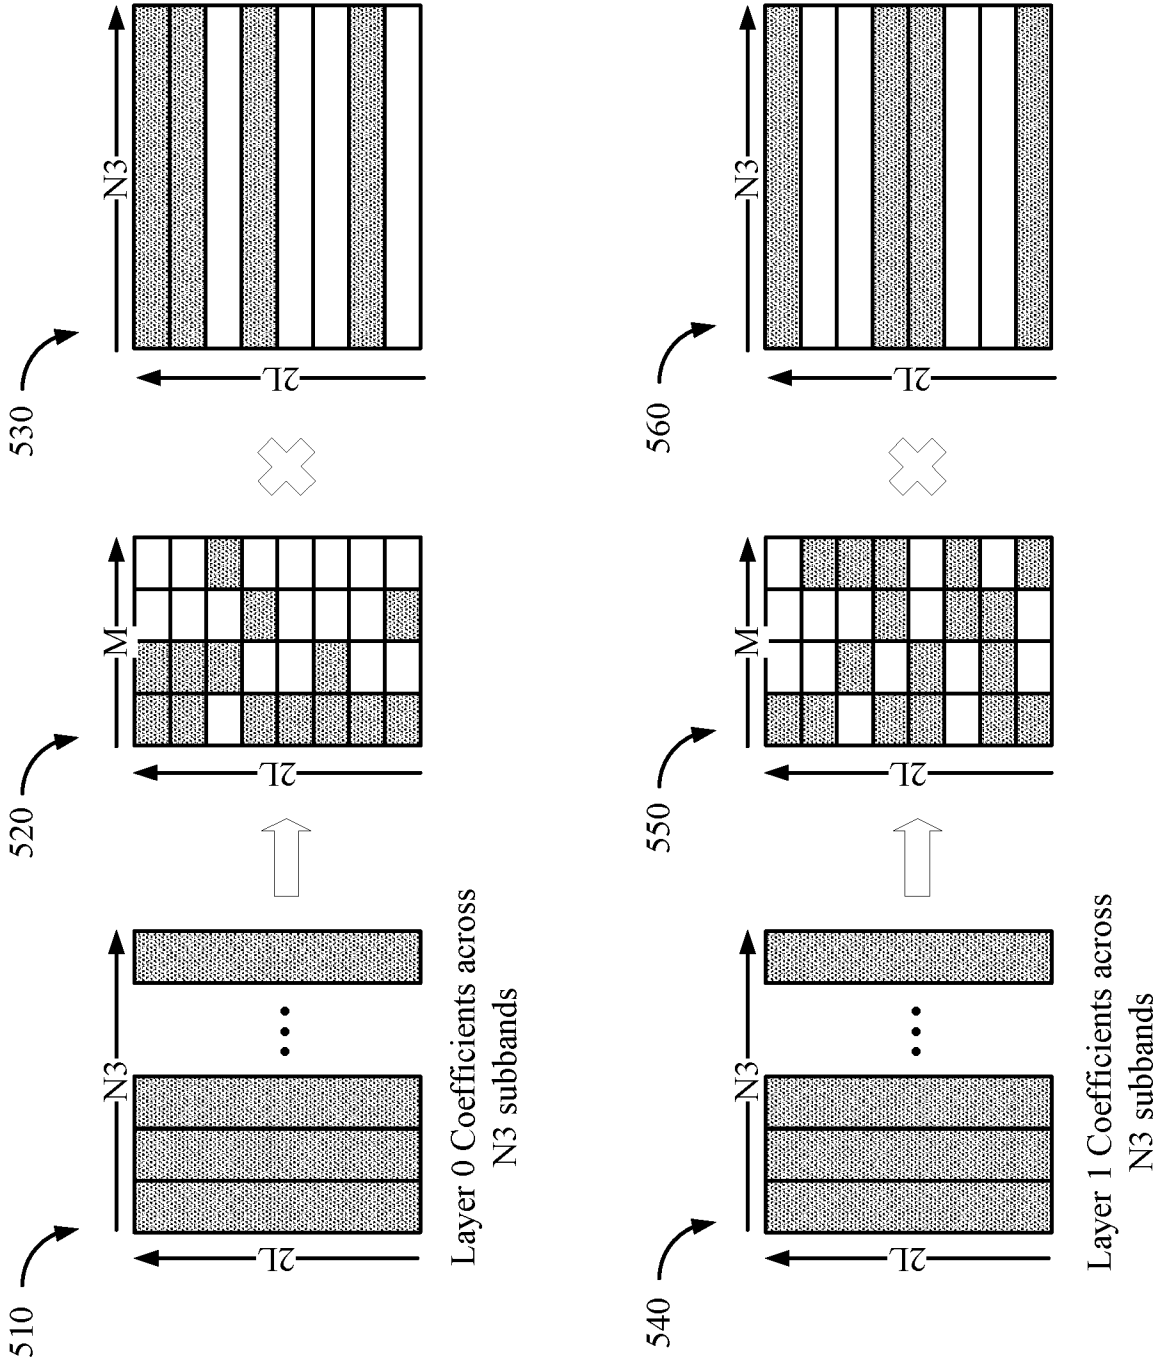 510
N3
2L
Layer 0 Coefficients across
N3 subbands
520
M
2L
530
N3
2L
540
N3
2L
Layer 1 Coefficients across
N3 subbands
550
M
2L
560
N3
2L